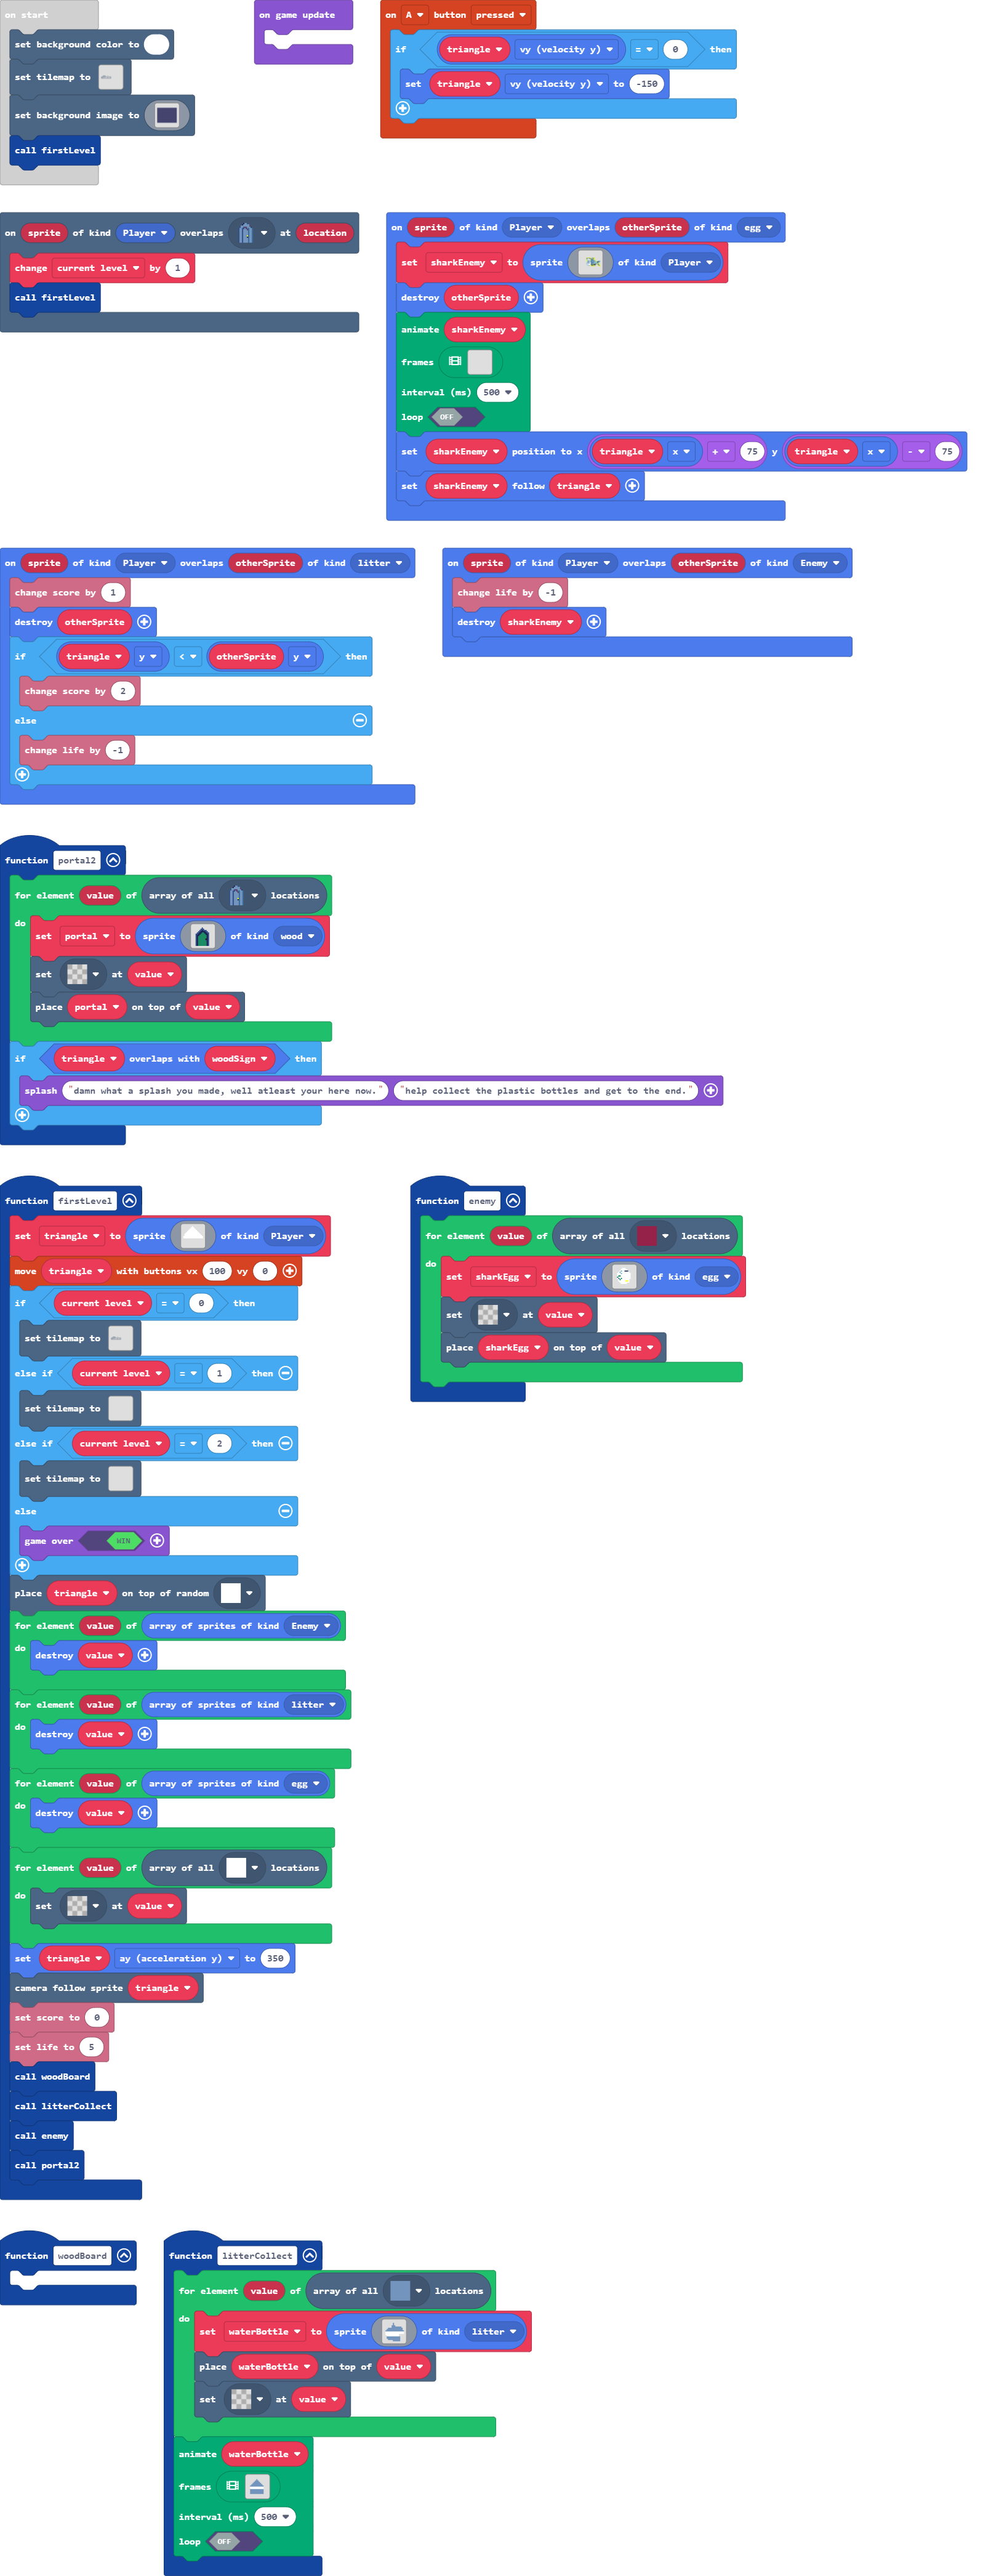 on start
set background color to
set tilemap to
set background image to
call firstLevel
on game update
on A button pressed
if triangle vy (velocity y) = 0 then
set triangle vy (velocity y) to -150
on sprite of kind Player overlaps at location
change current level by 1
call firstLevel
on sprite of kind Player overlaps otherSprite of kind egg
set sharkEnemy to sprite of kind Player
destroy otherSprite
animate sharkEnemy
frames
interval (ms) 500
loop OFF
set sharkEnemy position to x triangle x + 75 y triangle x - 75
set sharkEnemy follow triangle
on sprite of kind Player overlaps otherSprite of kind litter
change score by 1
destroy otherSprite
if triangle y < otherSprite y then
change score by 2
else
change life by -1
on sprite of kind Player overlaps otherSprite of kind Enemy
change life by -1
destroy sharkEnemy
function portal2
for element value of array of all locations
do
set portal to sprite of kind wood
set at value
place portal on top of value
if triangle overlaps with woodSign then
splash "damn what a splash you made, well atleast your here now." "help collect the plastic bottles and get to the end."
function firstLevel
set triangle to sprite of kind Player
move triangle with buttons vx 100 vy 0
if current level = 0 then
set tilemap to
else if current level = 1 then
set tilemap to
else if current level = 2 then
set tilemap to
else
game over WIN
place triangle on top of random
for element value of array of sprites of kind Enemy
do destroy value
for element value of array of sprites of kind litter
do destroy value
for element value of array of sprites of kind egg
do destroy value
for element value of array of all locations
do set at value
set triangle ay (acceleration y) to 350
camera follow sprite triangle
set score to 0
set life to 5
call woodBoard
call litterCollect
call enemy
call portal2
function enemy
for element value of array of all locations
do
set sharkEgg to sprite of kind egg
set at value
place sharkEgg on top of value
function woodBoard
function litterCollect
for element value of array of all locations
do
set waterBottle to sprite of kind litter
place waterBottle on top of value
set at value
animate waterBottle
frames
interval (ms) 500
loop OFF